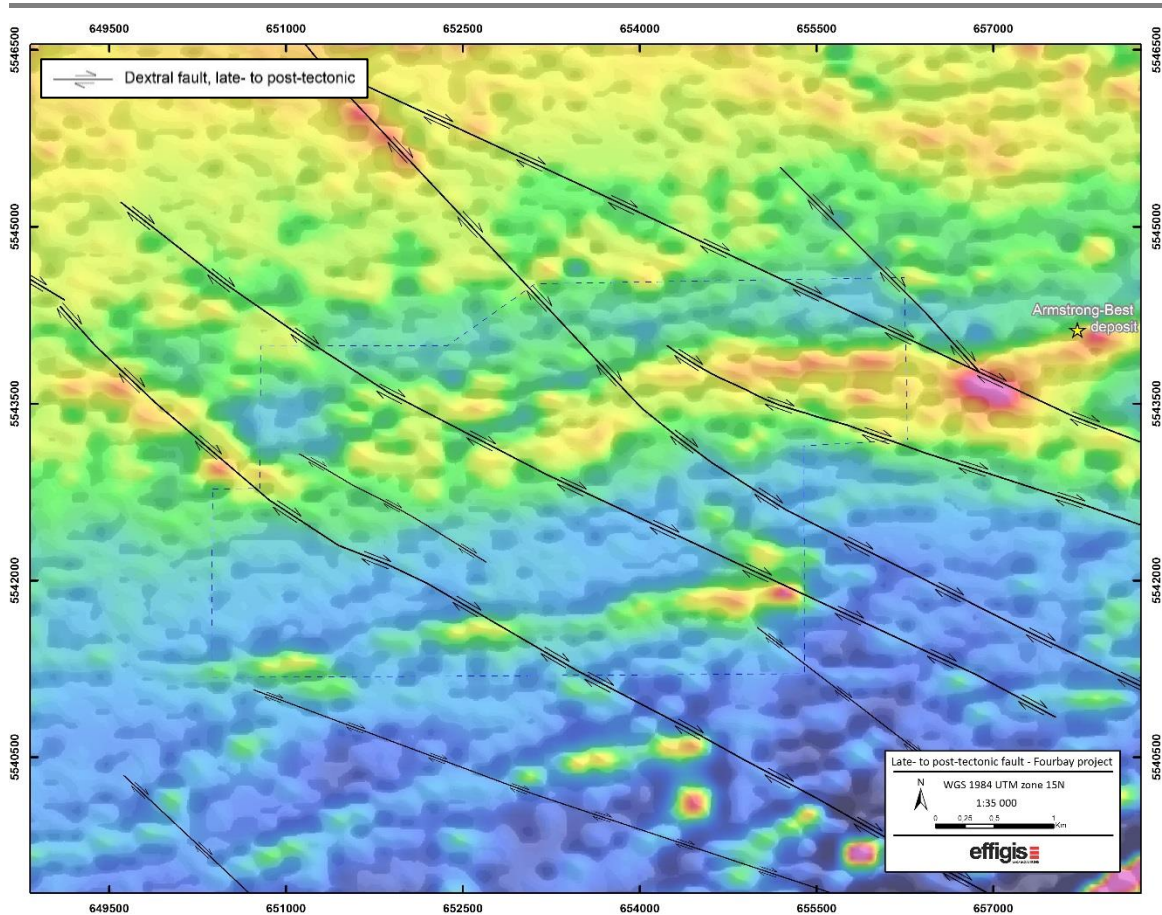 649500 651000 652500 654000 655500 657000
5546500 5546500
Dextral fault, late- to post-tectonic
5545000 5545000
Armstrong-Best
deposit
5543500 5543500
5542000 5542000
5540500 5540500
Late- to post-tectonic fault - Fourbay project
N
WGS 1984 UTM zone 15N
1:35 000
0 0,25 0,5 1
Km
effigis
649500 651000 652500 654000 655500 657000